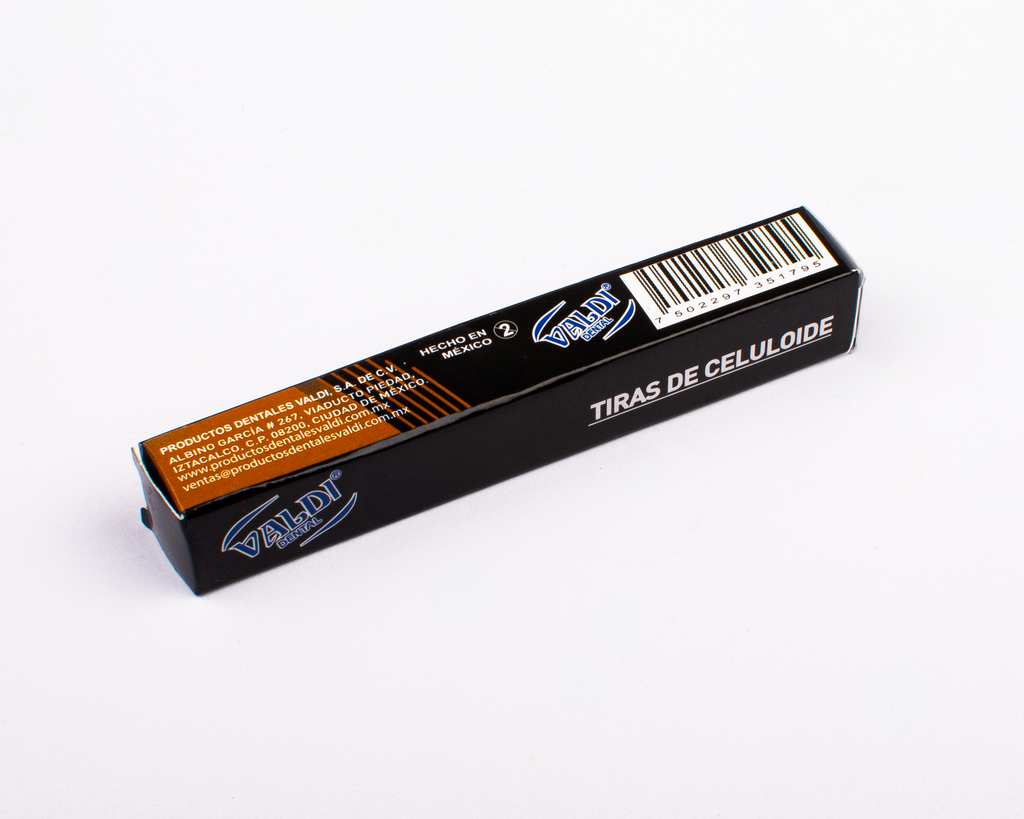 PRODUCTOS DENTALES VALDI, S.A. DE C.V.
ALBINO GARCÍA # 267, VIADUCTO PIEDAD,
IZTACALCO, C.P. 08200, CIUDAD DE MÉXICO.
www.productosdentalesvaldi.com.mx
ventas@productosdentalesvaldi.com.mx
HECHO EN
MÉXICO
2
VALDI®
DENTAL
7 502297 351795
VALDI®
DENTAL
TIRAS DE CELULOIDE